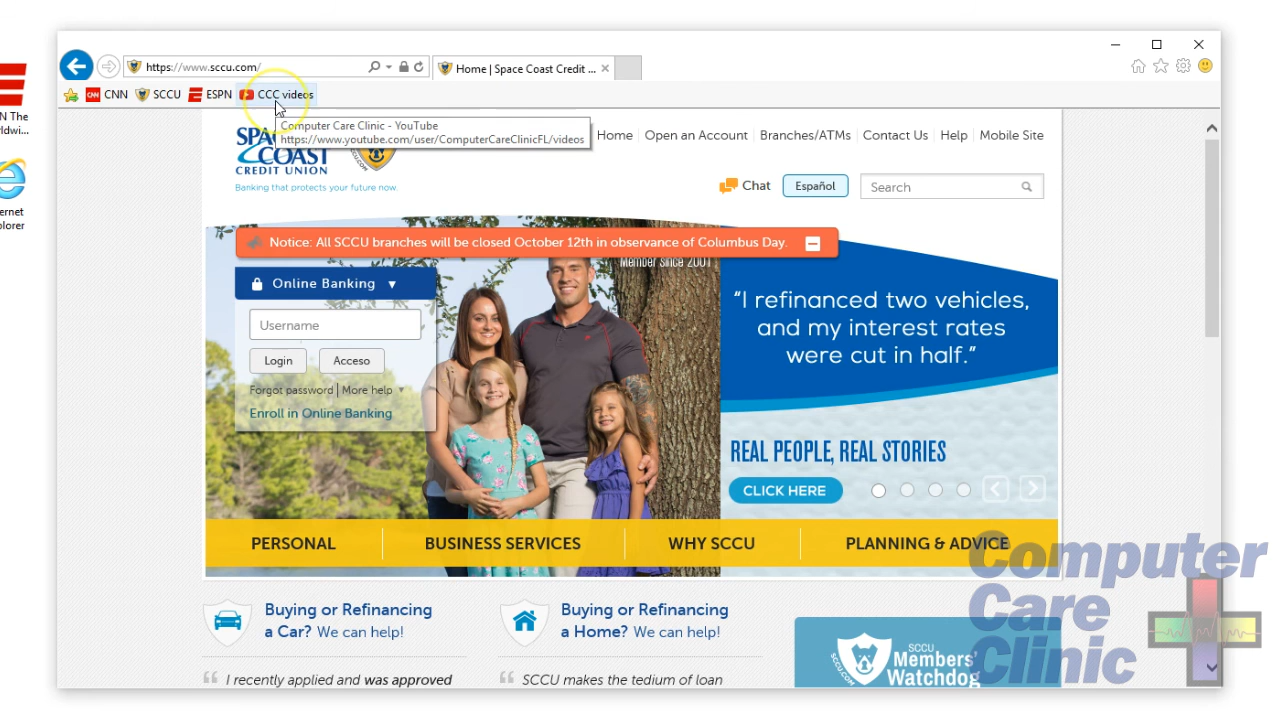 https://www.sccu.com/
Home | Space Coast Credit ...
CNN
SCCU
ESPN
CCC videos
N The
ldwi...
ernet
plorer
Computer Care Clinic - YouTube
https://www.youtube.com/user/ComputerCareClinicFL/videos
SPA
COAST
CREDIT UNION
Banking that protects your future now.
Home
Open an Account
Branches/ATMs
Contact Us
Help
Mobile Site
Chat
Español
Search
Notice: All SCCU branches will be closed October 12th in observance of Columbus Day.
Member since 2001
Online Banking
Username
Login
Acceso
Forgot password | More help
Enroll in Online Banking
“I refinanced two vehicles,
and my interest rates
were cut in half.”
REAL PEOPLE, REAL STORIES
CLICK HERE
PERSONAL
BUSINESS SERVICES
WHY SCCU
PLANNING & ADVICE
Buying or Refinancing
a Car? We can help!
Buying or Refinancing
a Home? We can help!
I recently applied and was approved
SCCU makes the tedium of loan
SCCU
Members'
Watchdog
SCCU.COM
Computer
Care
Clinic